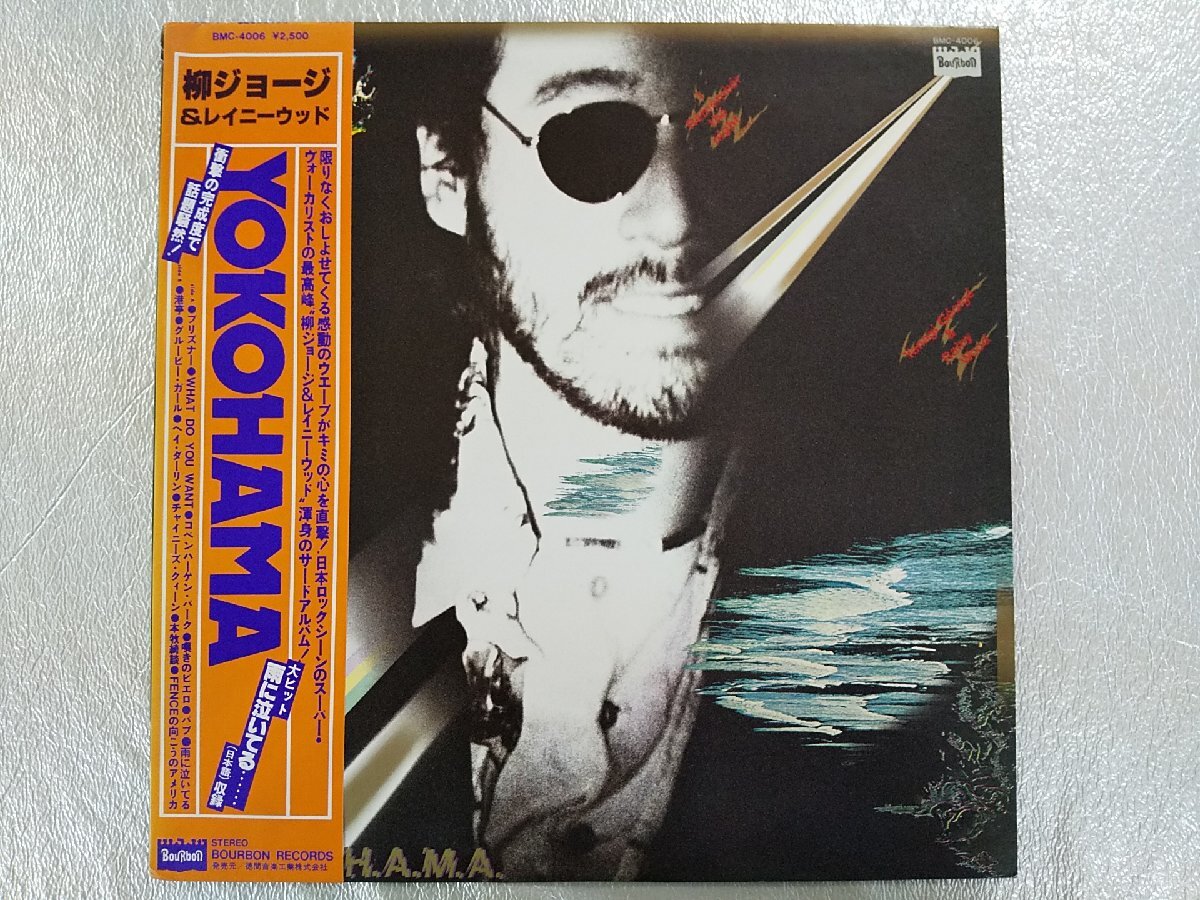 BMC-4006 ¥2,500
柳ジョージ
&レイニーウッド
限りなくおしよせてくる感動のウエーブがキミの心を直撃!日本ロックシーンのスーパー・
ヴォーカリストの最高峰"柳ジョージ&レイニーウッド"渾身のサードアルバム!
YOKOHAMA
衝撃の完成度で
話題騒然!
大ヒット
雨に泣いてる……
(日本語)収録
●プリズナー●WHAT DO YOU WANT●コペンハーゲン・パーク●嘆きのピエロ●パブ●雨に泣いてる
●港亭●グルービー・カール●ヘイ・ダーリン●チャイニーズ・クィーン●本牧綺談●FENCEの向こうのアメリカ
Bourbon
STEREO
BOURBON RECORDS
発売元/徳間音楽工業株式会社
BMC-4006
Bourbon
H.A.M.A.